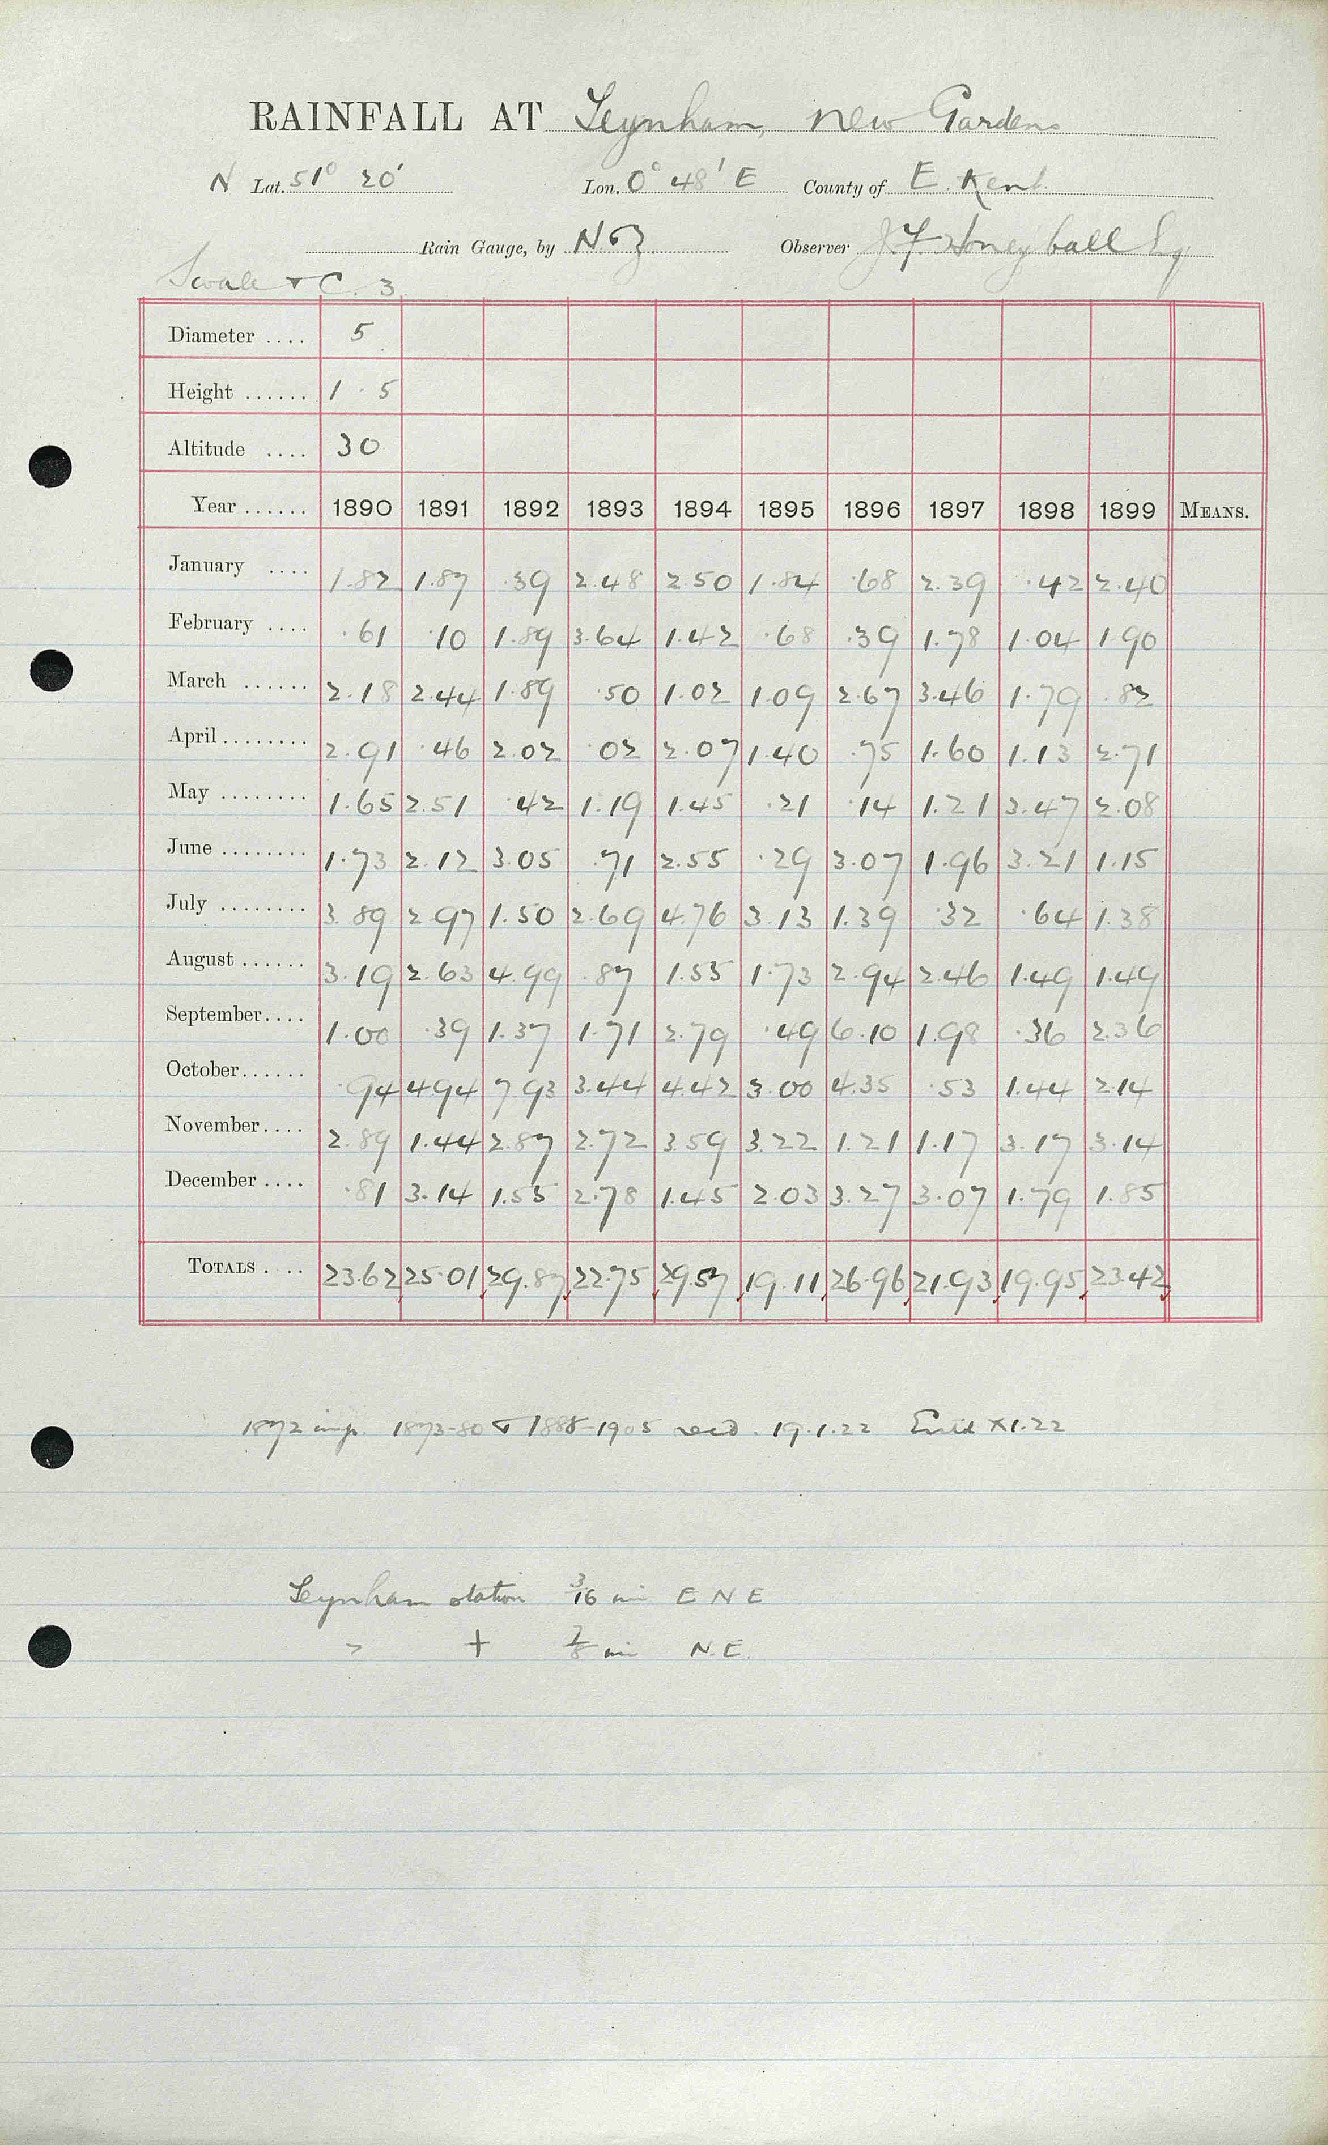 RAINFALL AT Teynham, New Gardens
N Lat. 51° 20' Lon. 0° 48' E County of E. Kent
Rain Gauge, by N&Z Observer J.F. Honeyball Esq
Swale & C. 3
Diameter .... 5
Height ...... 1 . 5
Altitude .... 30
Year ...... 1890 1891 1892 1893 1894 1895 1896 1897 1898 1899 MEANS.
January .... 1.82 1.87 .39 2.48 2.50 1.84 .68 2.39 .42 2.40
February .... .61 .10 1.89 3.64 1.42 .68 .39 1.78 1.04 1.90
March ...... 2.18 2.44 1.89 .50 1.02 1.09 2.67 3.46 1.79 .82
April........ 2.91 .46 2.02 .02 2.07 1.40 .75 1.60 1.13 2.71
May ........ 1.65 2.51 .42 1.19 1.45 .21 .14 1.21 3.47 2.08
June ........ 1.73 2.12 3.05 .71 2.55 .29 3.07 1.96 3.21 1.15
July ........ 3.89 2.97 1.50 2.69 4.76 3.13 1.39 .32 .64 1.38
August ...... 3.19 2.63 4.99 .87 1.55 1.73 2.94 2.46 1.49 1.49
September.... 1.00 .39 1.37 1.71 2.79 .49 6.10 1.98 .36 2.36
October...... .94 4.94 7.93 3.44 4.42 3.00 4.35 .53 1.44 2.14
November.... 2.89 1.44 2.87 2.72 3.59 3.22 1.21 1.17 3.17 3.14
December.... .81 3.14 1.55 2.78 1.45 2.03 3.27 3.07 1.79 1.85
TOTALS .... 23.62 25.01 29.87 22.75 29.57 19.11 26.96 21.93 19.95 23.42
1872 imp. 1873-80 & 1888-1905 recd. 19.1.22 X1.22
Teynham station 3/16 mi E N E
" + 7/8 mi N.E.